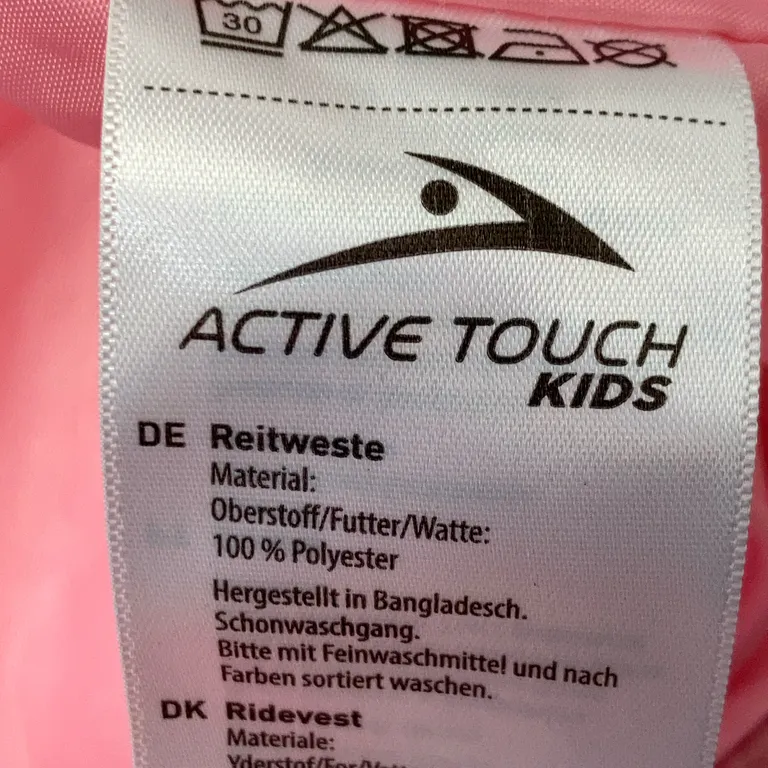 30
ACTIVE TOUCH
KIDS
DE Reitweste
Material:
Oberstoff/Futter/Watte:
100 % Polyester
Hergestellt in Bangladesch.
Schonwaschgang.
Bitte mit Feinwaschmittel und nach
Farben sortiert waschen.
DK Ridevest
Materiale: